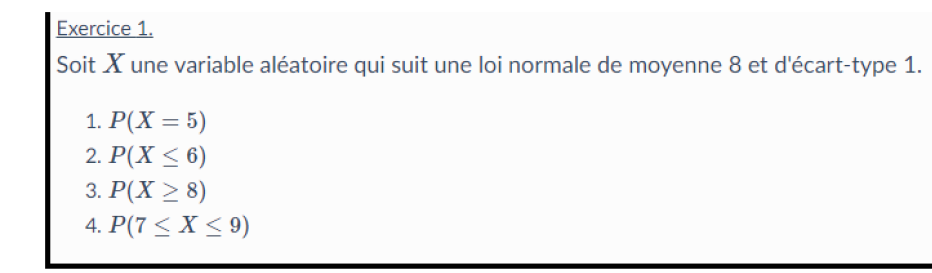 Exercice 1.
Soit X une variable aléatoire qui suit une loi normale de moyenne 8 et d'écart-type 1.
1. P(X = 5)
2. P(X ≤ 6)
3. P(X ≥ 8)
4. P(7 ≤ X ≤ 9)